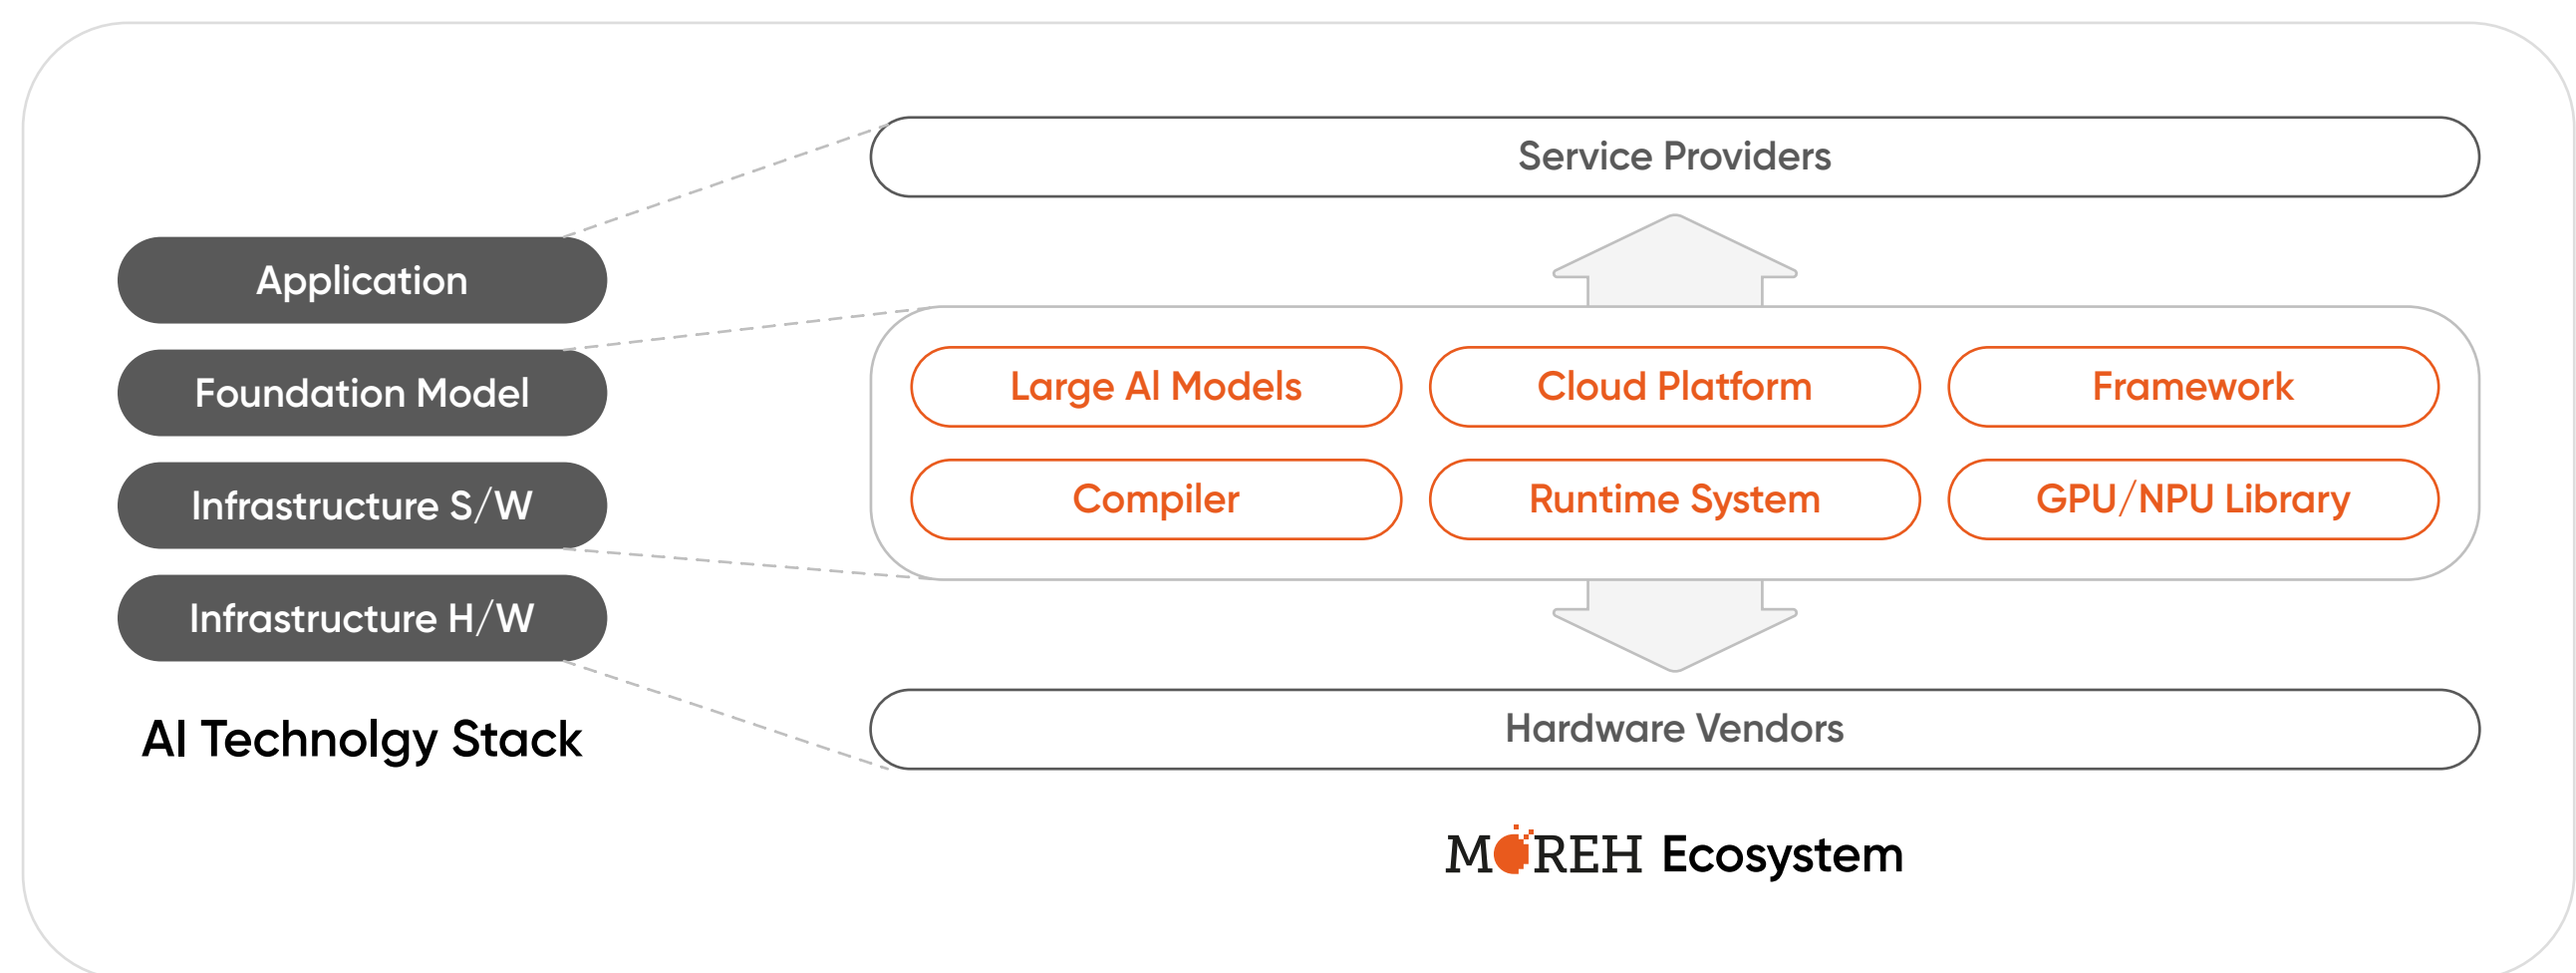 Application
Foundation Model
Infrastructure S/W
Infrastructure H/W
AI Technolgy Stack
Service Providers
Large AI Models
Cloud Platform
Framework
Compiler
Runtime System
GPU/NPU Library
Hardware Vendors
MOREH Ecosystem